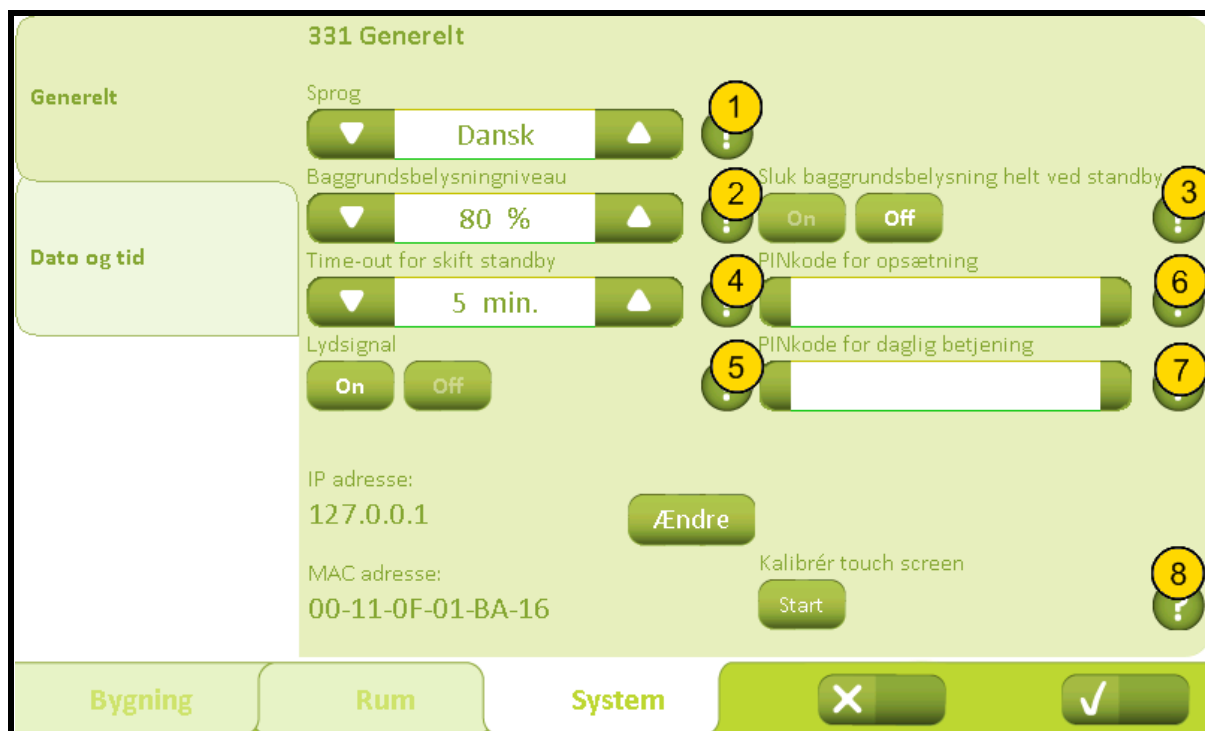 331 Generelt
Generelt
Dato og tid
Sprog
Dansk
1
Baggrundsbelysningniveau
80 %
2
Sluk baggrundsbelysning helt ved standby
On Off
3
Time-out for skift standby
5 min.
4
PINkode for opsætning
6
Lydsignal
On Off
5
PINkode for daglig betjening
7
IP adresse:
127.0.0.1
Ændre
MAC adresse:
00-11-0F-01-BA-16
Kalibrér touch screen
Start
8
?
Bygning Rum System